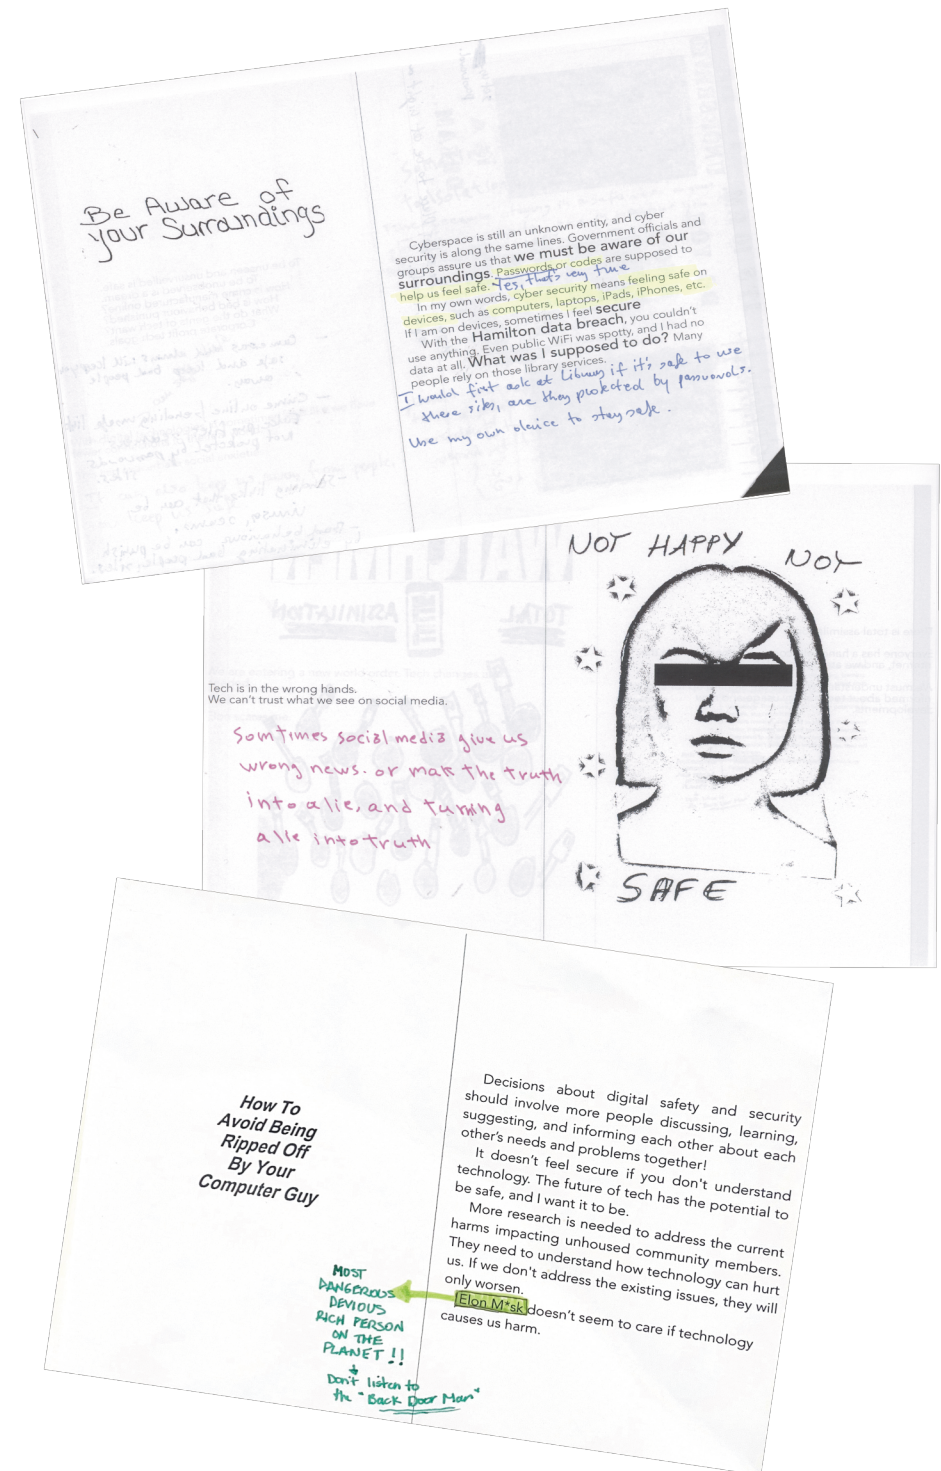 Be Aware of
your Surroundings
Cyberspace is still an unknown entity, and cyber
security is along the same lines. Government officials and
groups assure us that we must be aware of our
surroundings. Passwords or codes are supposed to
help us feel safe. Yes, that's very true
In my own words, cyber security means feeling safe on
devices, such as computers, laptops, iPads, iPhones, etc.
If I am on devices, sometimes I feel secure
With the Hamilton data breach, you couldn't
use anything. Even public WiFi was spotty, and I had no
data at all. What was I supposed to do? Many
people rely on those library services.
I would first ask at Library if it's safe to use
there sites, are they protected by passwords.
Use my own device to stay safe.
NOT HAPPY NOY
SAFE
TOTAL
ASSIMILATION
Tech is in the wrong hands.
We can't trust what we see on social media.
Somtimes social media give us
wrong news. or mak the truth
into a lie, and turning
a lie into truth
How To
Avoid Being
Ripped Off
By Your
Computer Guy
Decisions about digital safety and security
should involve more people discussing, learning,
suggesting, and informing each other about each
other's needs and problems together!
It doesn't feel secure if you don't understand
technology. The future of tech has the potential to
be safe, and I want it to be.
More research is needed to address the current
harms impacting unhoused community members.
They need to understand how technology can hurt
us. If we don't address the existing issues, they will
only worsen.
Elon M*sk doesn't seem to care if technology
causes us harm.
MOST
DANGEROUS
DEVIOUS
RICH PERSON
ON THE
PLANET!!
Don't listen to
the "Back Door Man"